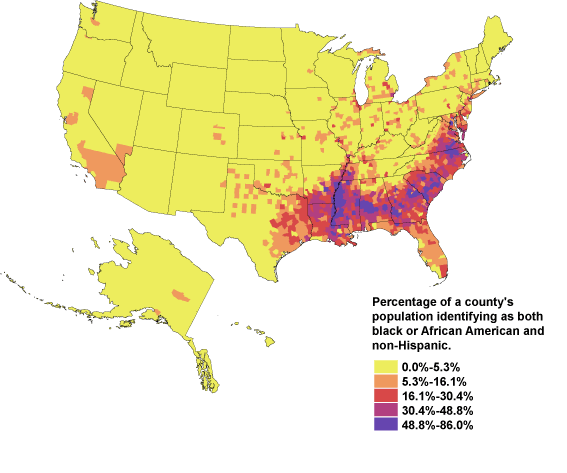 Percentage of a county's
population identifying as both
black or African American and
non-Hispanic.
0.0%-5.3%
5.3%-16.1%
16.1%-30.4%
30.4%-48.8%
48.8%-86.0%